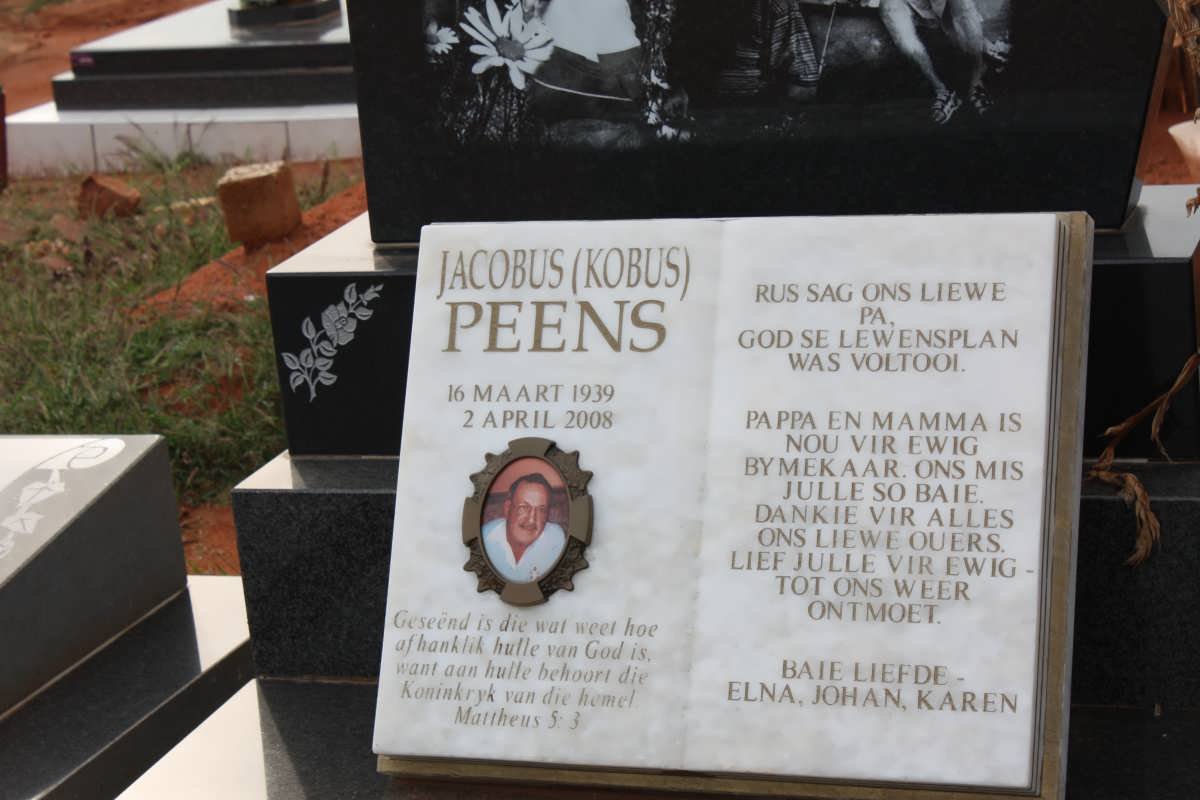 JACOBUS (KOBUS)
PEENS
16 MAART 1939
2 APRIL 2008
Geseënd is die wat weet hoe
afhanklik hulle van God is,
want aan hulle behoort die
Koninkryk van die hemel.
Mattheus 5: 3
RUS SAG ONS LIEWE
PA,
GOD SE LEWENSPLAN
WAS VOLTOOI.
PAPPA EN MAMMA IS
NOU VIR EWIG
BYMEKAAR. ONS MIS
JULLE SO BAIE.
DANKIE VIR ALLES
ONS LIEWE OUERS.
LIEF JULLE VIR EWIG -
TOT ONS WEER
ONTMOET.
BAIE LIEFDE -
ELNA, JOHAN, KAREN